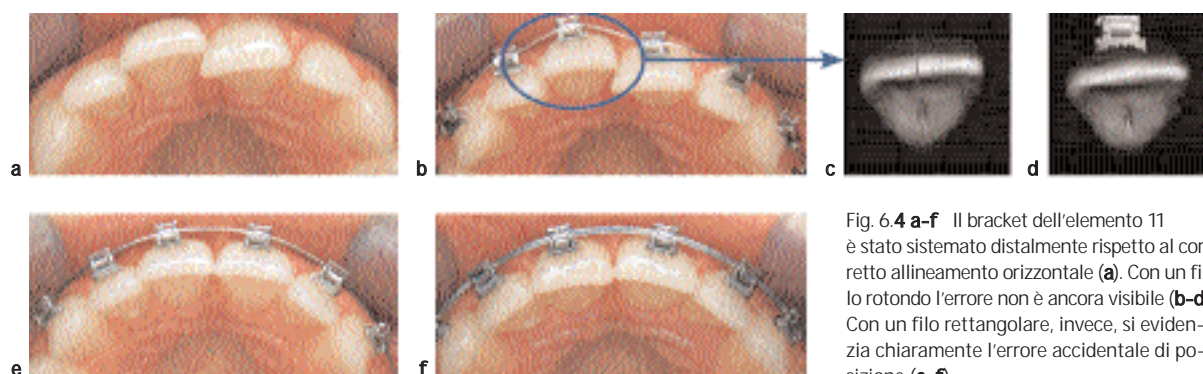 a
b
c
d
e
f
Fig. 6.4 a–f Il bracket dell'elemento 11
è stato sistemato distalmente rispetto al cor-
retto allineamento orizzontale (a). Con un fi-
lo rotondo l'errore non è ancora visibile (b–d
Con un filo rettangolare, invece, si eviden-
zia chiaramente l'errore accidentale di po-
sizione (e–f)